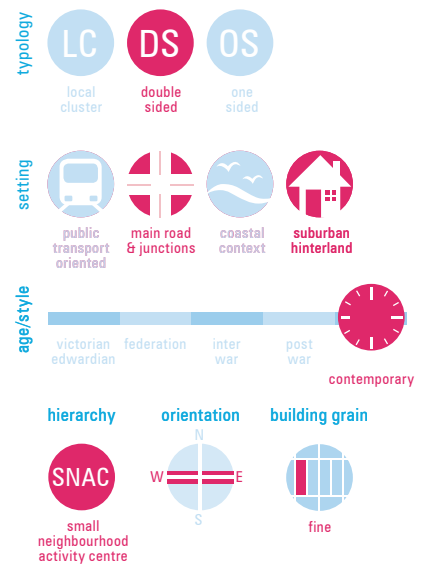 typology
LC
DS
OS
local
cluster
double
sided
one
sided
setting
public
transport
oriented
main road
& junctions
coastal
context
suburban
hinterland
age/style
victorian
edwardian
federation
inter
war
post
war
contemporary
hierarchy
orientation
building grain
SNAC
N
W
E
S
small
neighbourhood
activity centre
fine